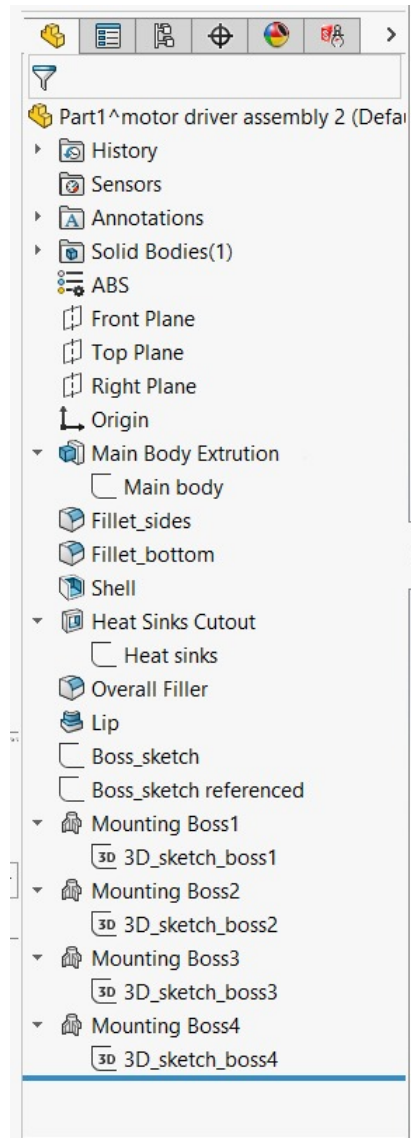 Part1^motor driver assembly 2 (Defau
History
Sensors
A Annotations
Solid Bodies(1)
ABS
Front Plane
Top Plane
Right Plane
Origin
Main Body Extrution
Main body
Fillet_sides
Fillet_bottom
Shell
Heat Sinks Cutout
Heat sinks
Overall Filler
Lip
Boss_sketch
Boss_sketch referenced
Mounting Boss1
3D 3D_sketch_boss1
Mounting Boss2
3D 3D_sketch_boss2
Mounting Boss3
3D 3D_sketch_boss3
Mounting Boss4
3D 3D_sketch_boss4